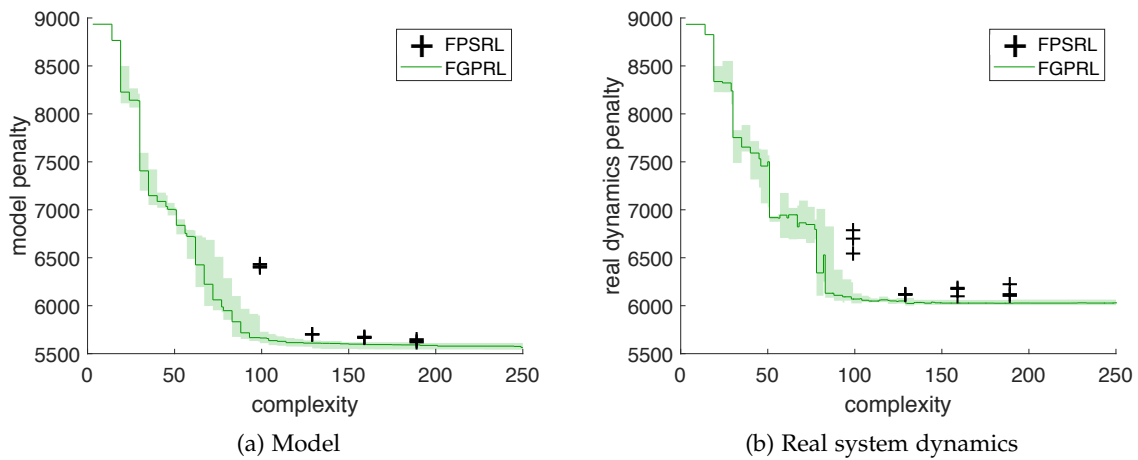 9000
8500
8000
7500
7000
6500
6000
5500
model penalty
0 50 100 150 200 250
complexity
FPSRL
FGPRL
(a) Model
9000
8500
8000
7500
7000
6500
6000
5500
real dynamics penalty
0 50 100 150 200 250
complexity
FPSRL
FGPRL
(b) Real system dynamics